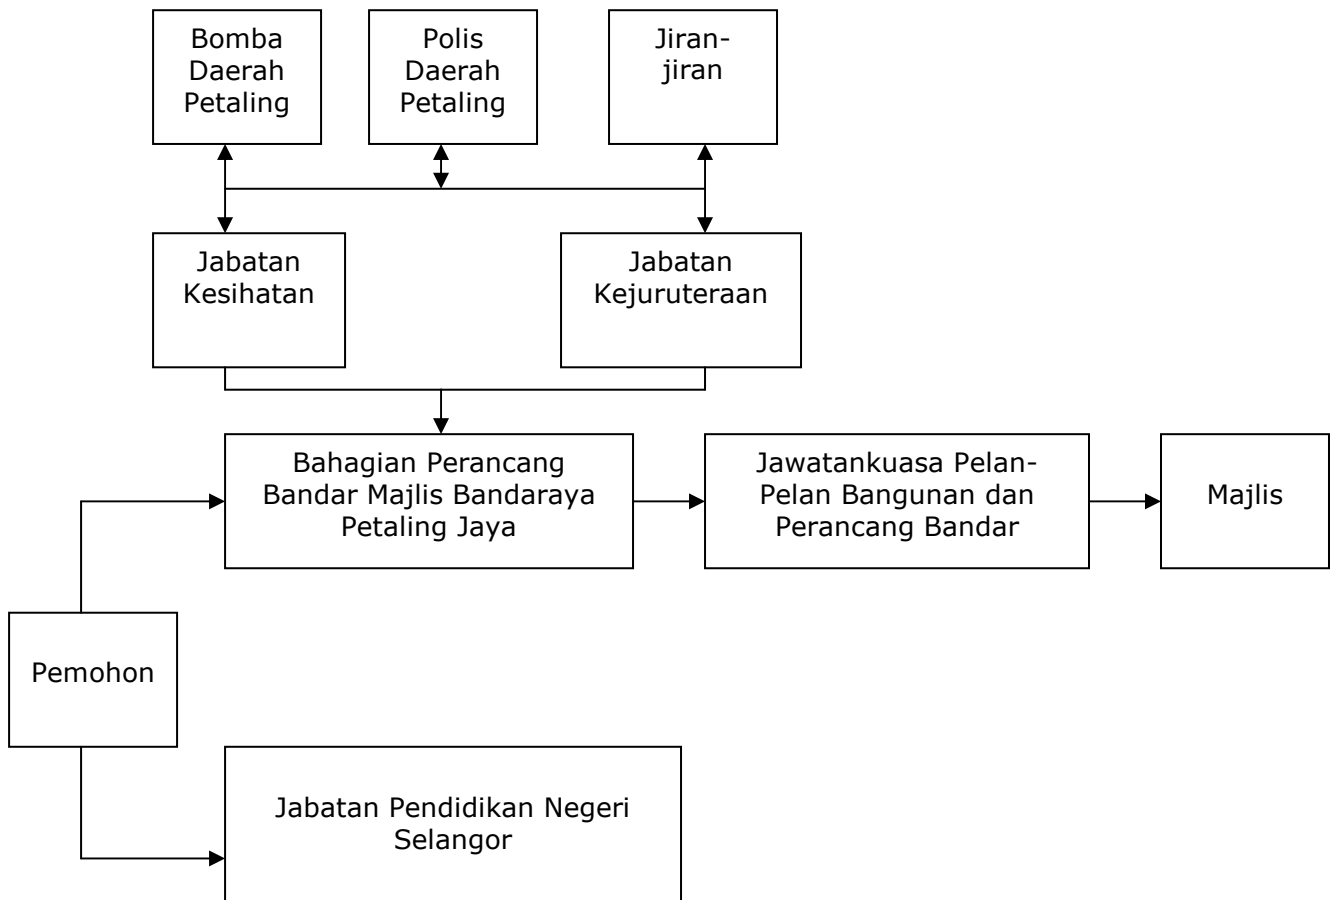 Bomba
Daerah
Petaling
Polis
Daerah
Petaling
Jiran-
jiran
Jabatan
Kesihatan
Jabatan
Kejuruteraan
Bahagian Perancang
Bandar Majlis Bandaraya
Petaling Jaya
Jawatankuasa Pelan-
Pelan Bangunan dan
Perancang Bandar
Majlis
Pemohon
Jabatan Pendidikan Negeri
Selangor